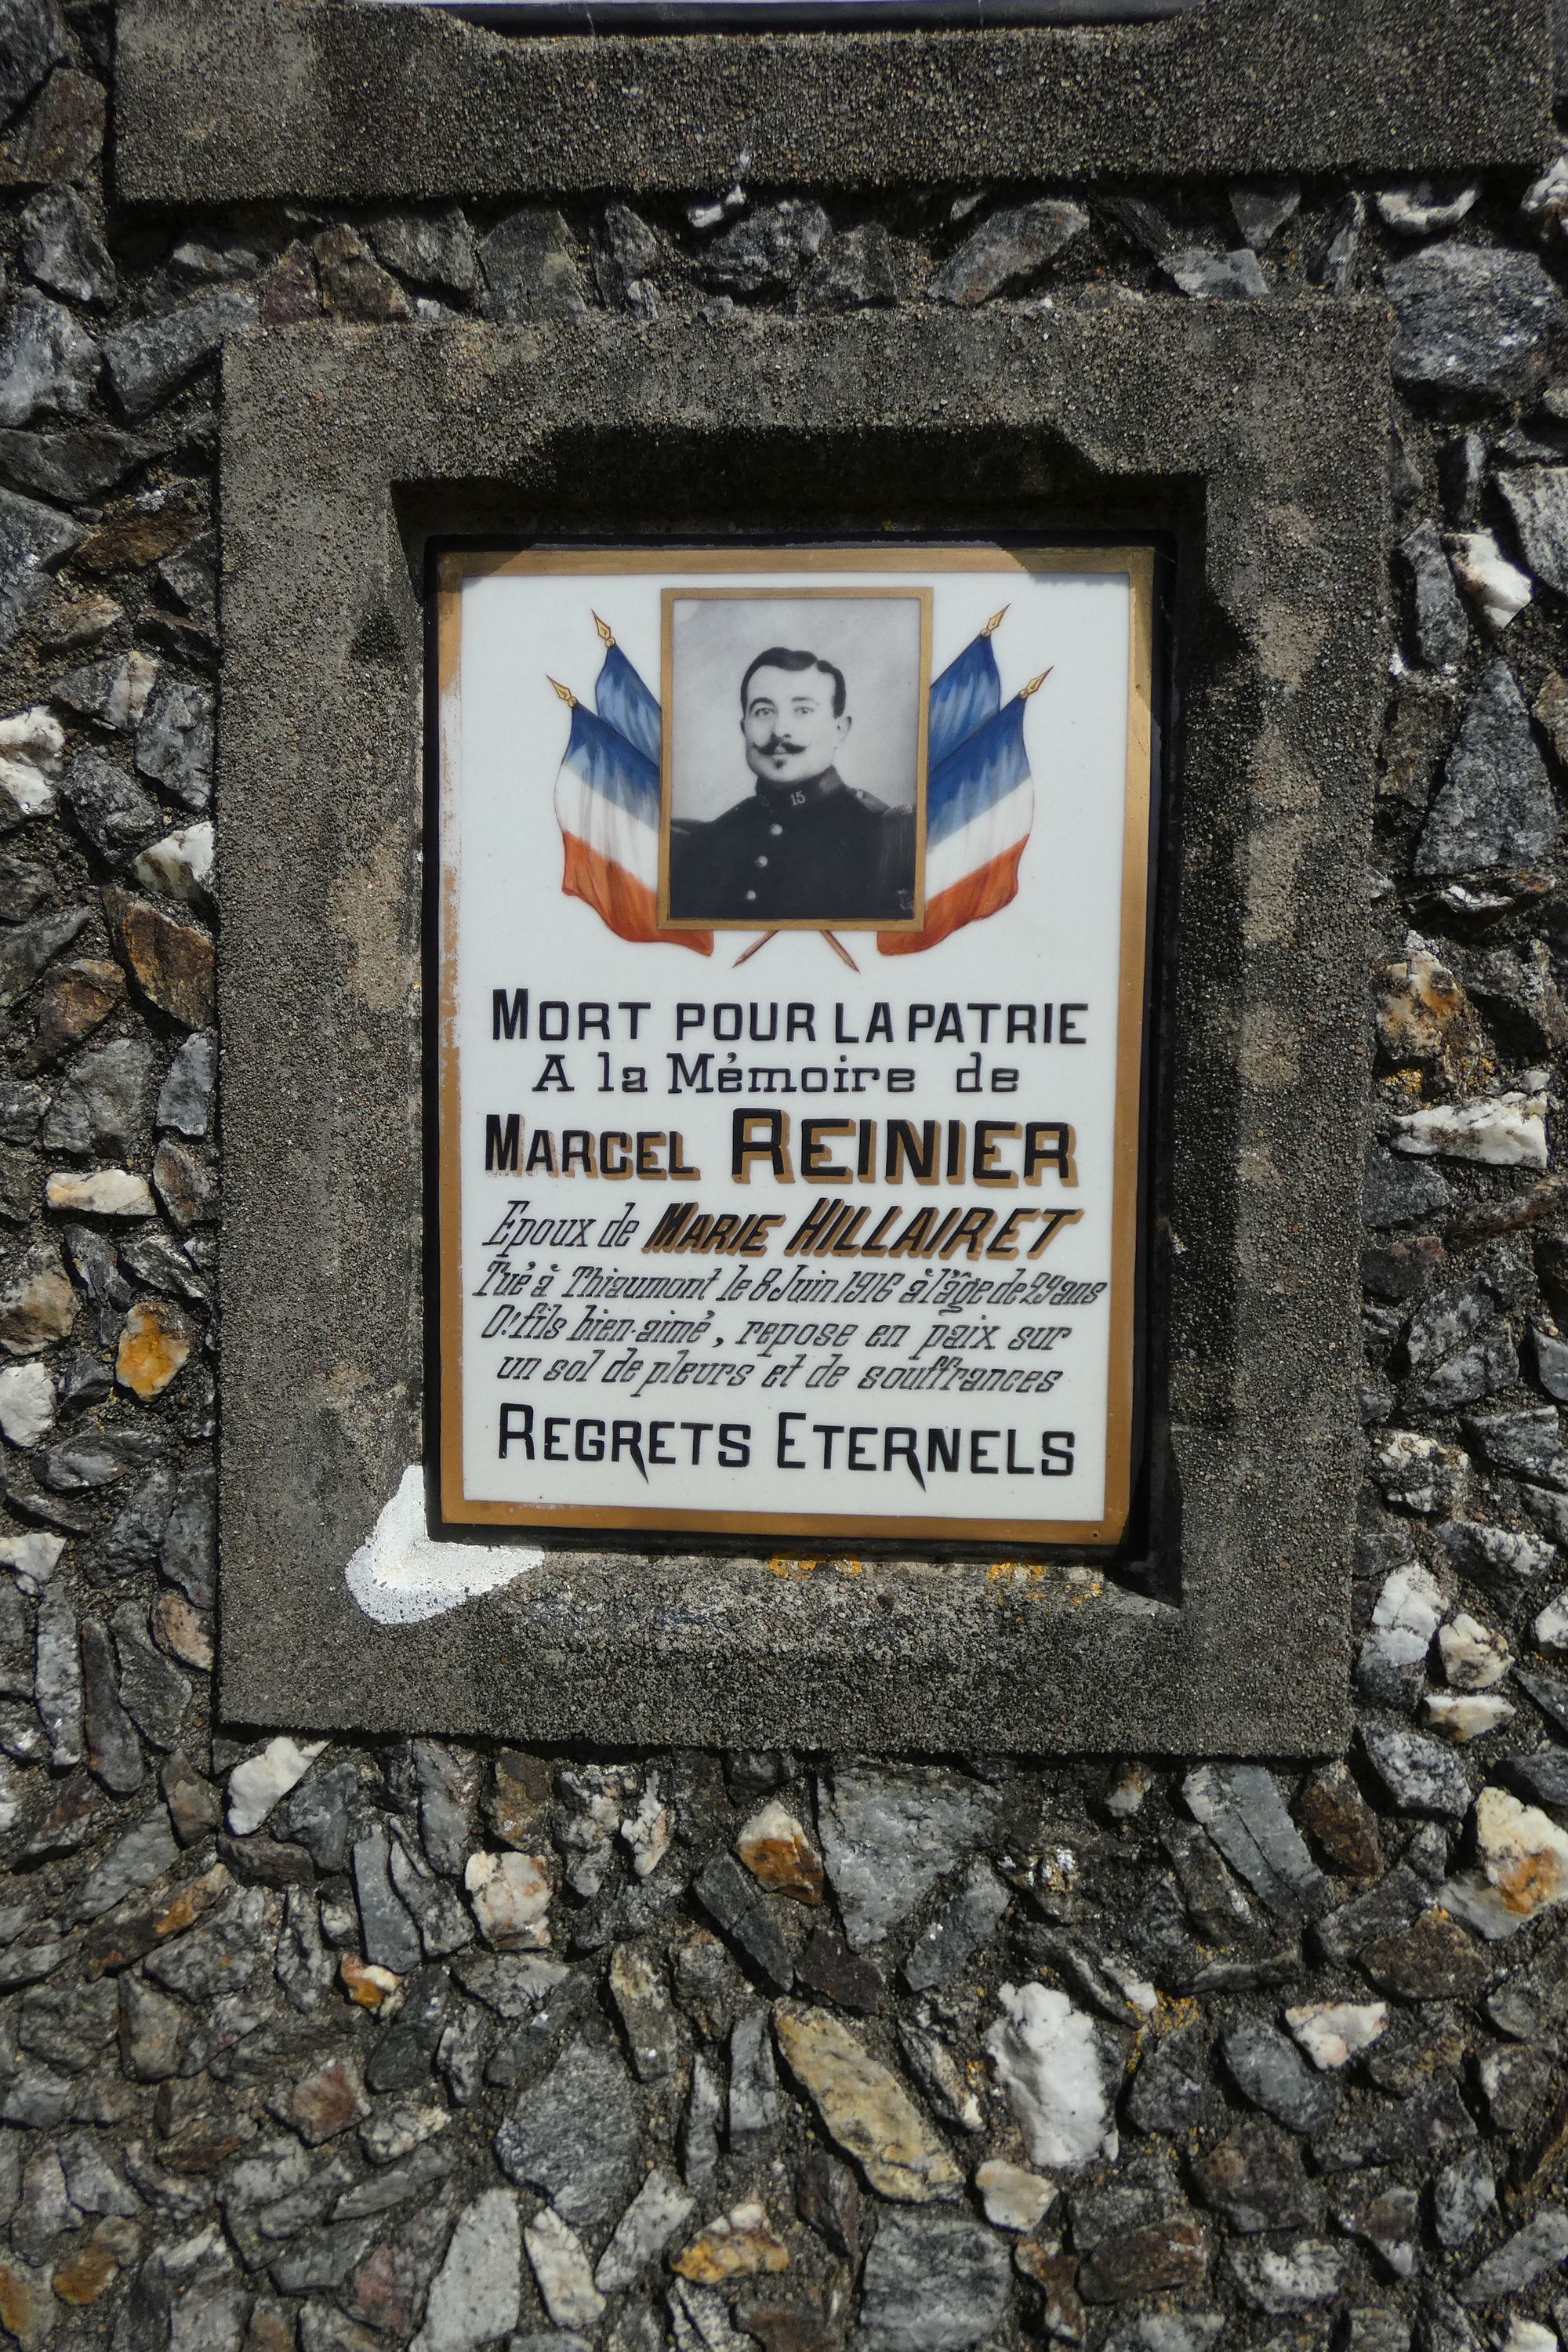 15
MORT POUR LA PATRIE
A la Mémoire de
MARCEL REINIER
Epoux de MARIE HILLAIRET
Tué à Thiaumont le 8 Juin 1916 à l'âge de 29 ans
O! fils bien-aimé, repose en paix sur
un sol de pleurs et de souffrances
REGRETS ETERNELS